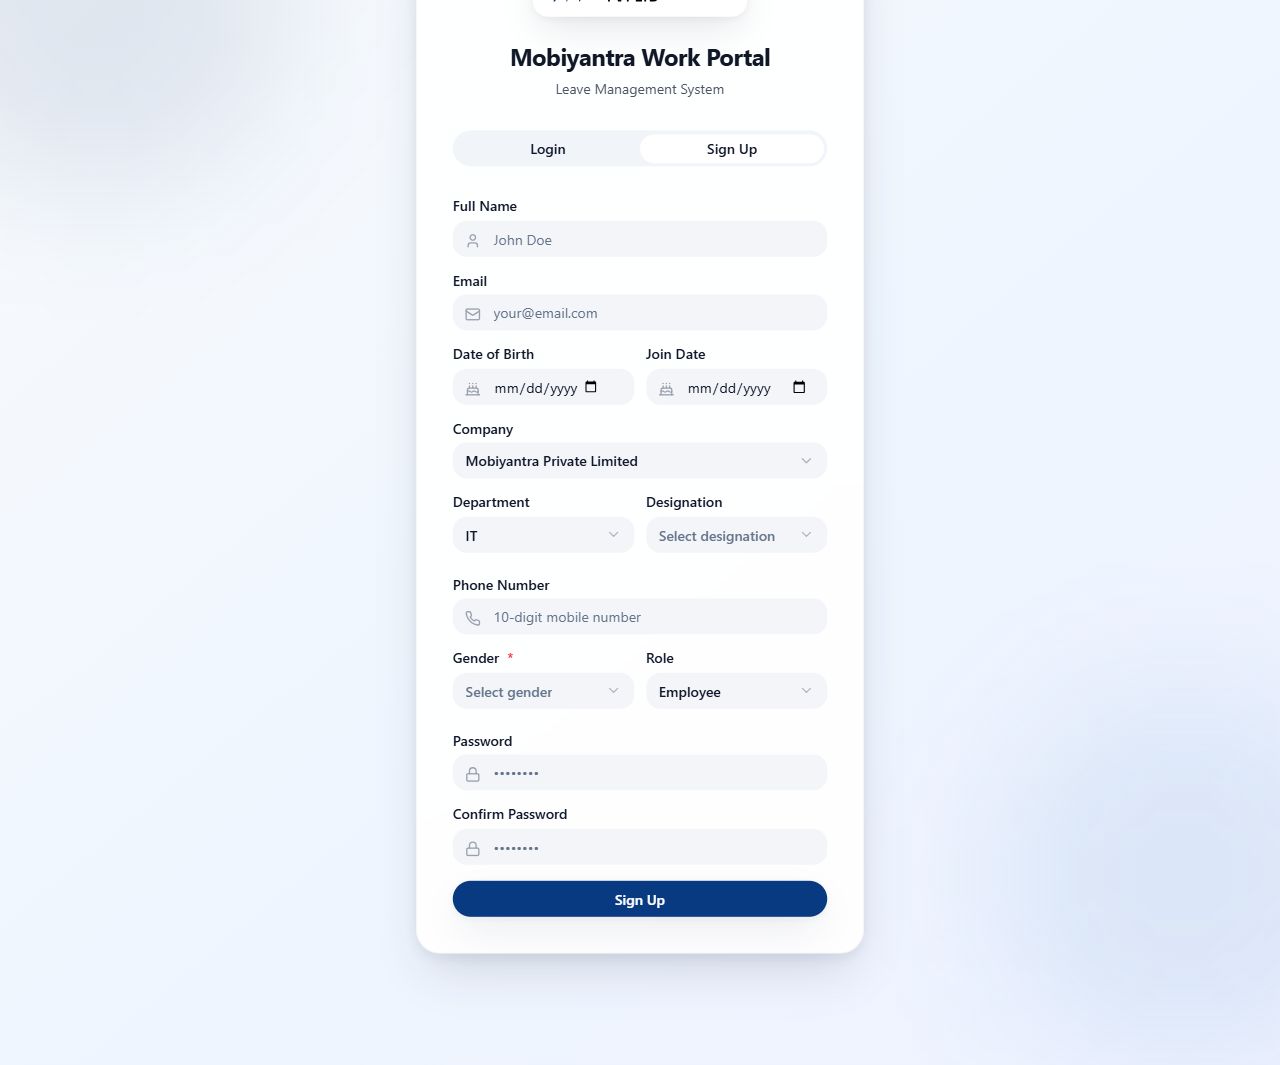 Mobiyantra Work Portal
Leave Management System
Login Sign Up
Full Name
John Doe
Email
your@email.com
Date of Birth Join Date
mm/dd/yyyy mm/dd/yyyy
Company
Mobiyantra Private Limited
Department Designation
IT Select designation
Phone Number
10-digit mobile number
Gender * Role
Select gender Employee
Password
••••••••
Confirm Password
••••••••
Sign Up